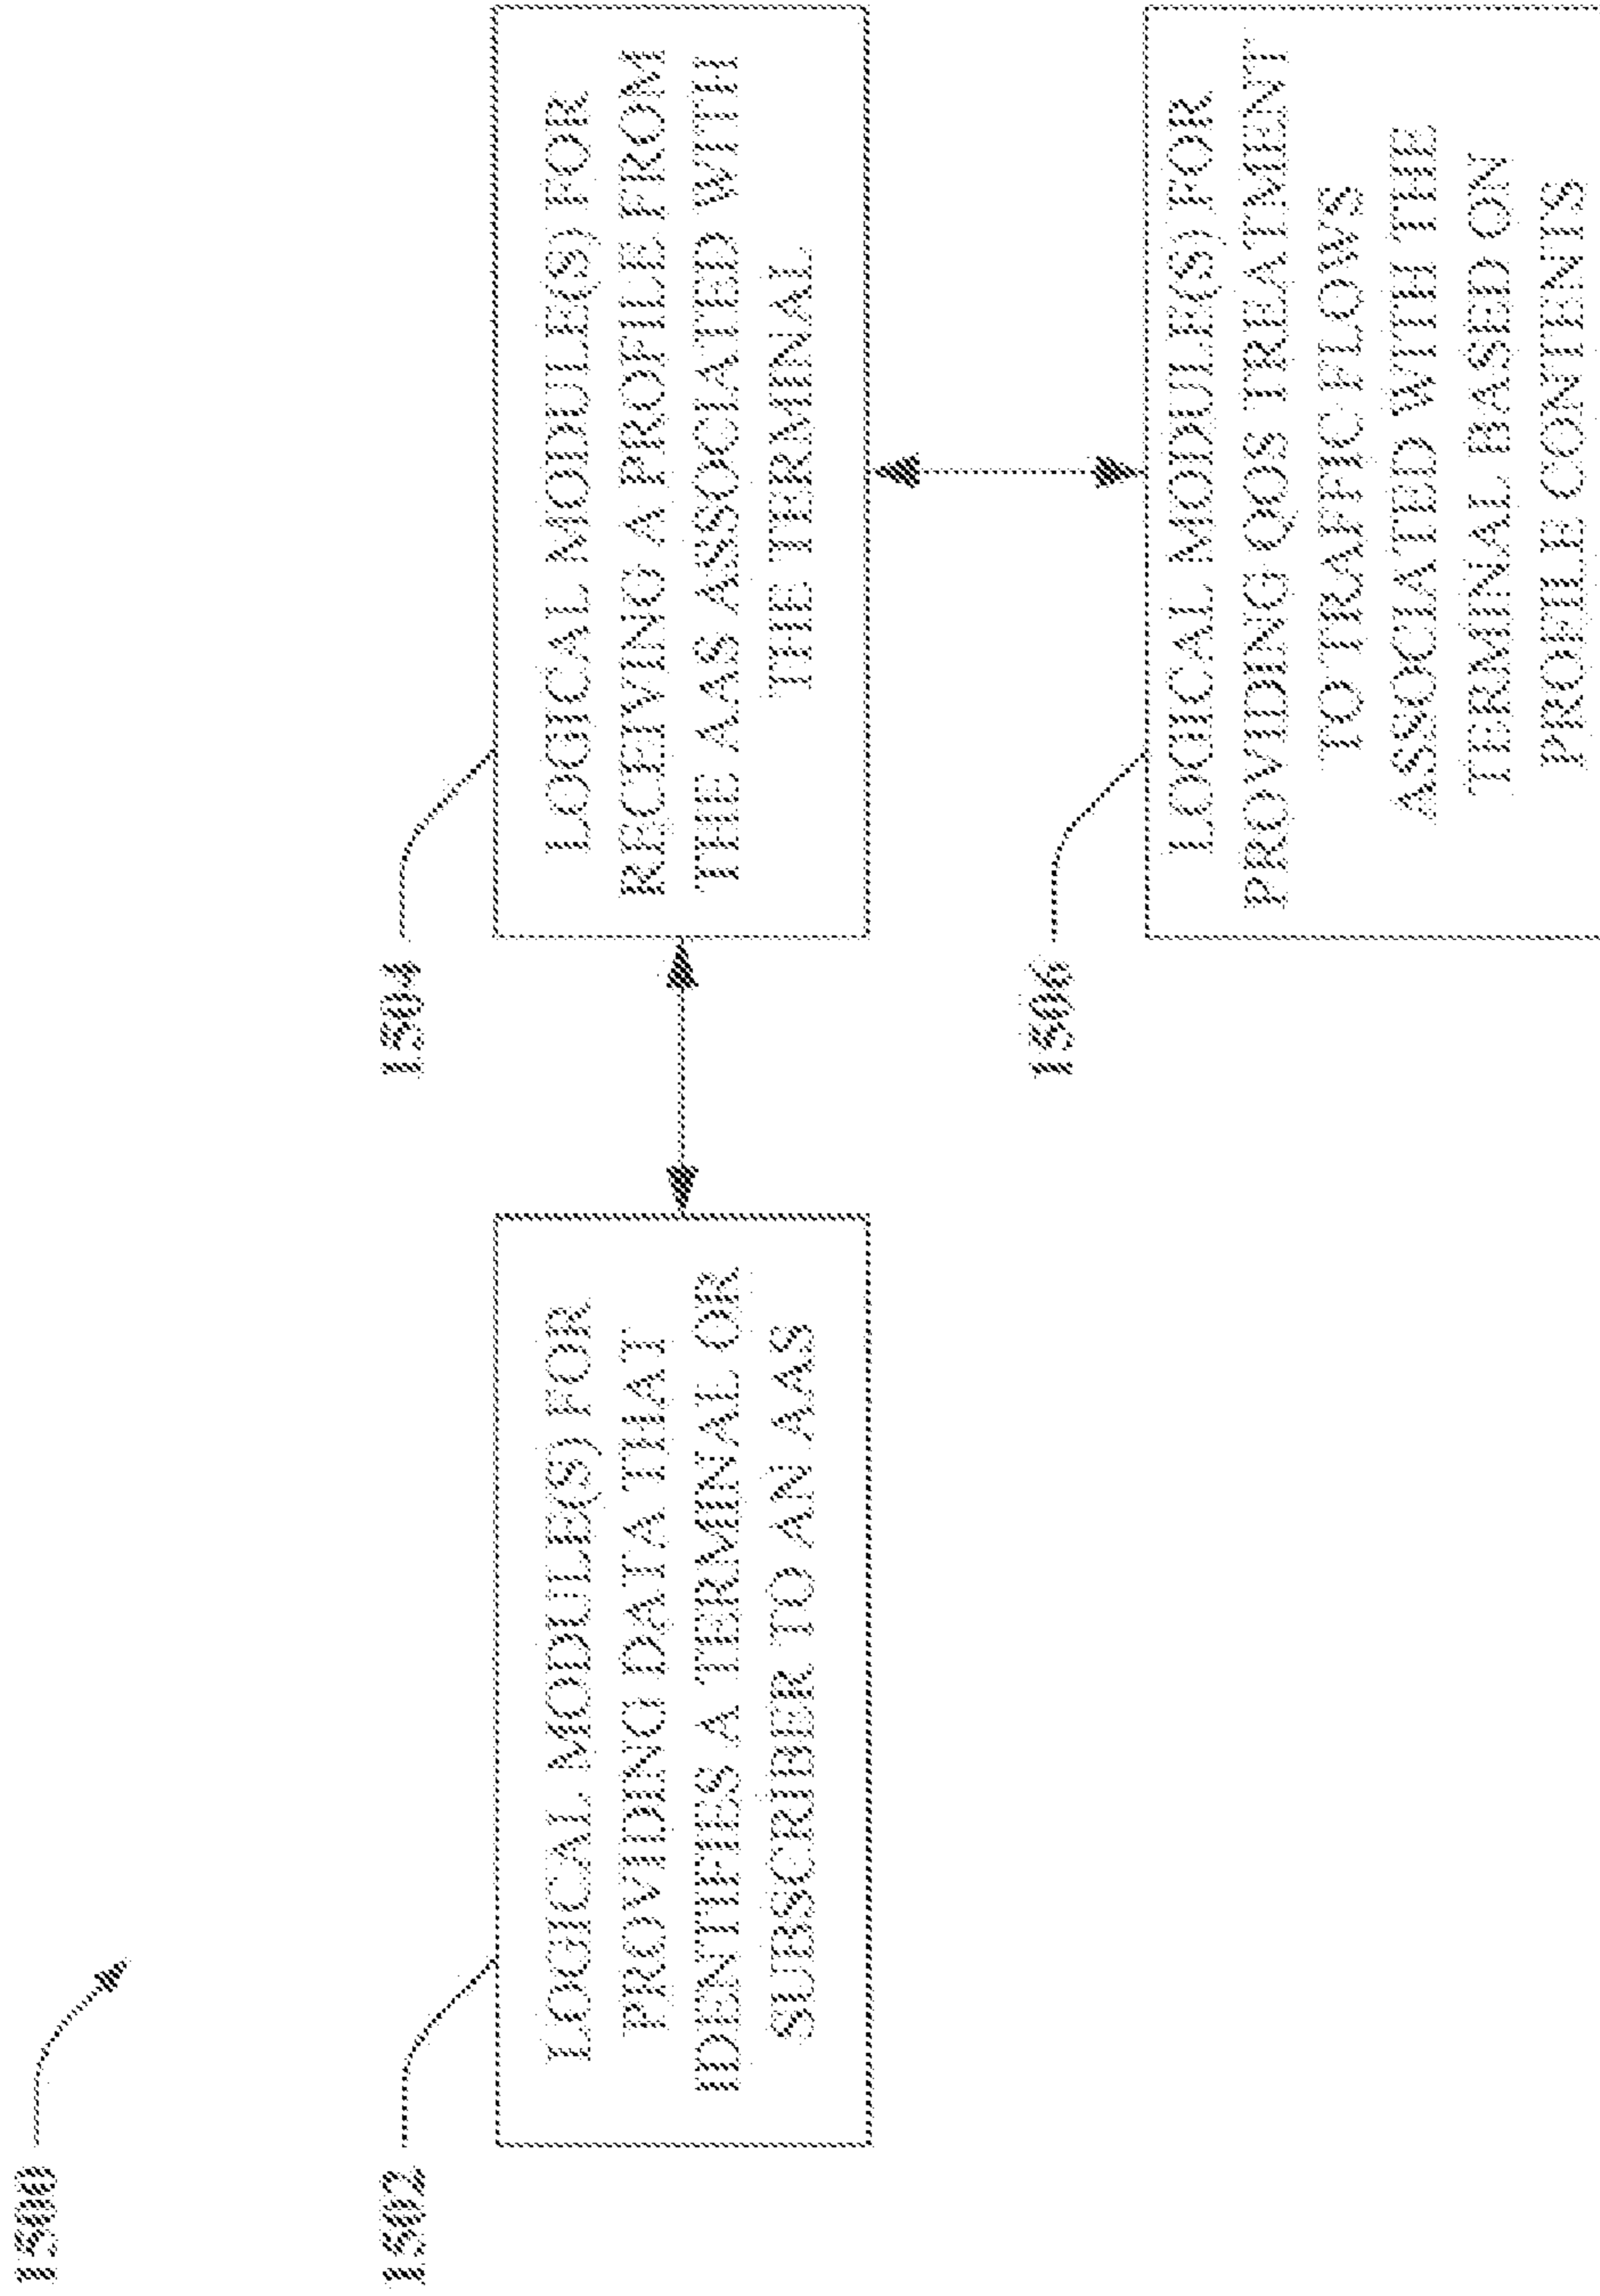 1500
1502
LOGICAL MODULE(S) FOR
PROVIDING DATA THAT
IDENTIFIES A TERMINAL OR
SUBSCRIBER TO AN AAS
1504
LOGICAL MODULE(S) FOR
RECEIVING A PROFILE FROM
THE AAS ASSOCIATED WITH
THE TERMINAL
1506
LOGICAL MODULE(S) FOR
PROVIDING QOS TREATMENT
TO TRAFFIC FLOWS
ASSOCIATED WITH THE
TERMINAL BASED ON
PROFILE CONTENTS